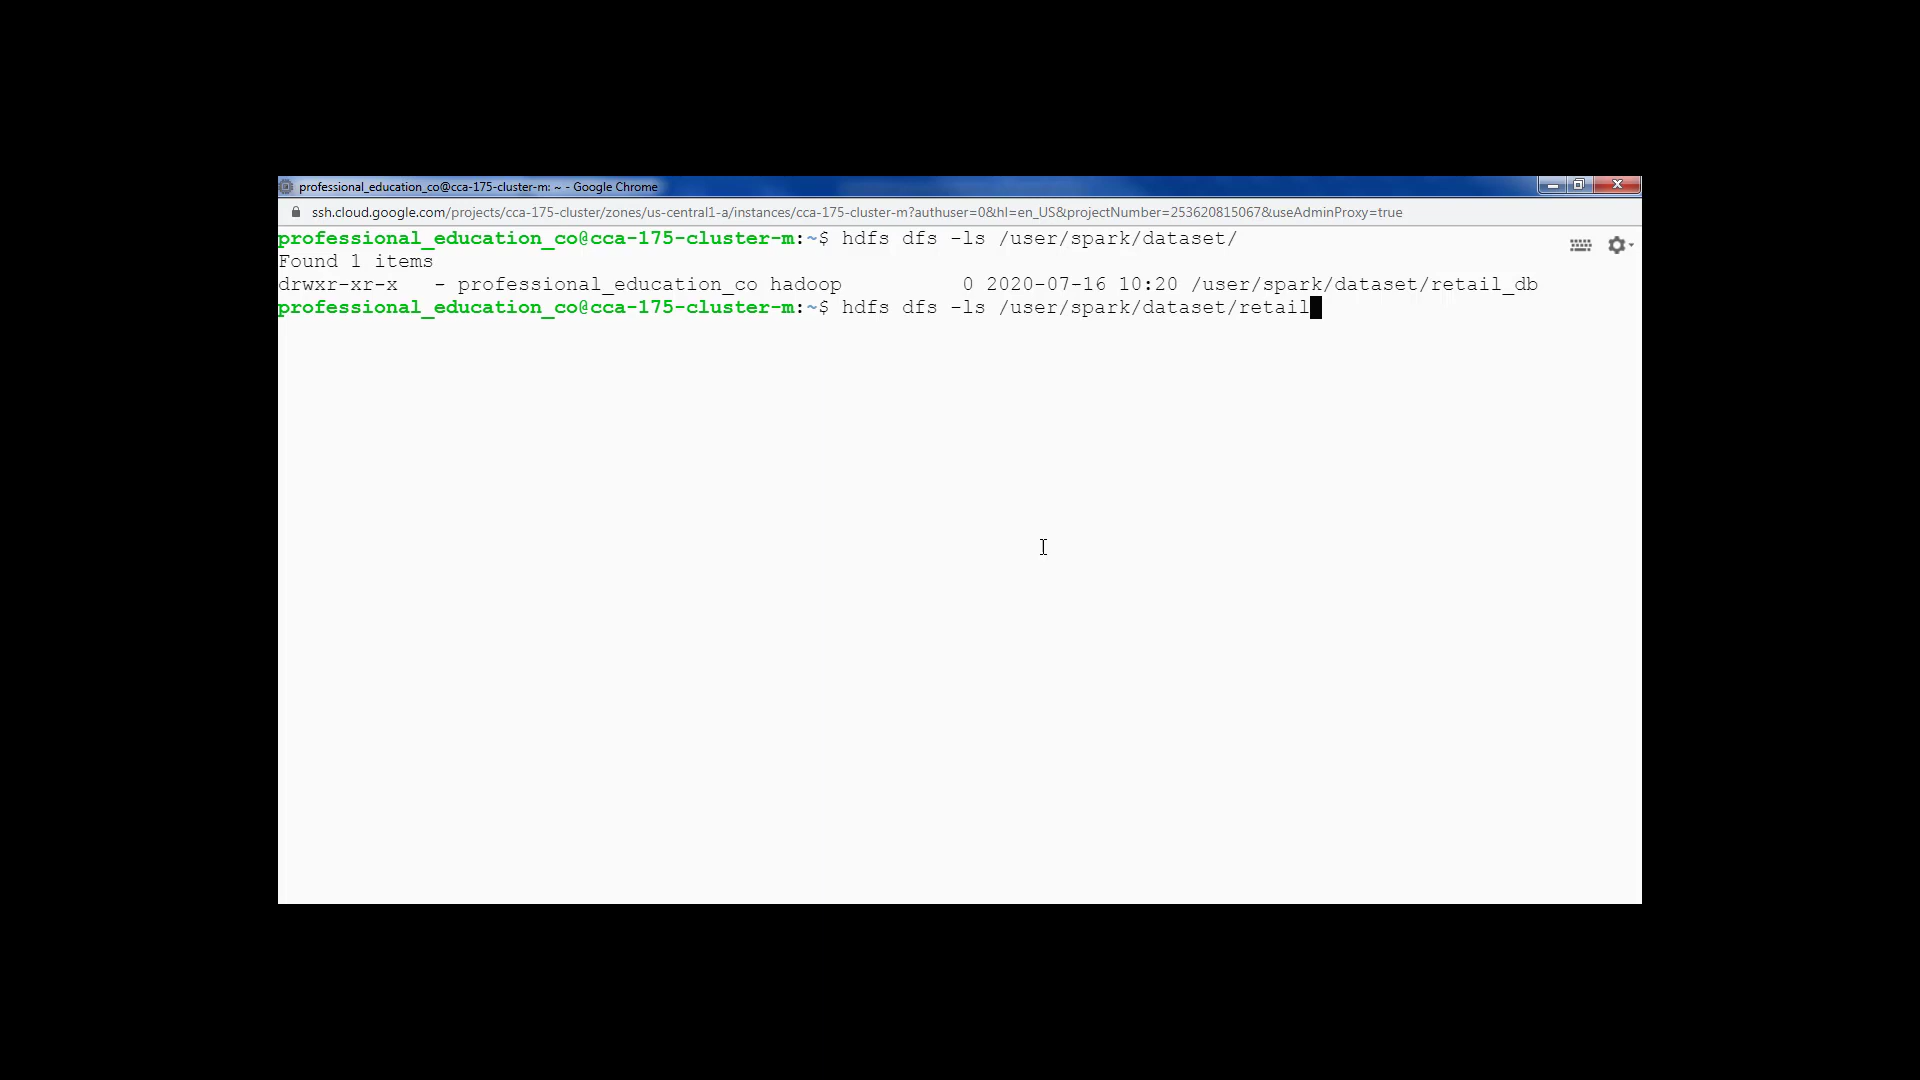 professional_education_co@cca-175-cluster-m: ~ - Google Chrome
ssh.cloud.google.com/projects/cca-175-cluster/zones/us-central1-a/instances/cca-175-cluster-m?authuser=0&hl=en_US&projectNumber=253620815067&useAdminProxy=true
professional_education_co@cca-175-cluster-m:~$ hdfs dfs -ls /user/spark/dataset/
Found 1 items
drwxr-xr-x   - professional_education_co hadoop          0 2020-07-16 10:20 /user/spark/dataset/retail_db
professional_education_co@cca-175-cluster-m:~$ hdfs dfs -ls /user/spark/dataset/retail